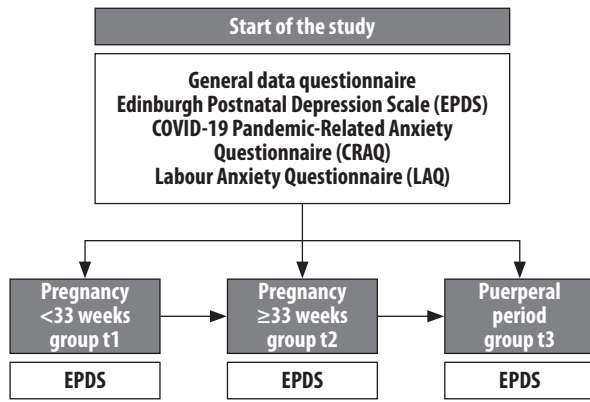 Start of the study
General data questionnaire
Edinburgh Postnatal Depression Scale (EPDS)
COVID-19 Pandemic-Related Anxiety
Questionnaire (CRAQ)
Labour Anxiety Questionnaire (LAQ)
Pregnancy
<33 weeks
group t1
Pregnancy
≥33 weeks
group t2
Puerperal
period
group t3
EPDS
EPDS
EPDS